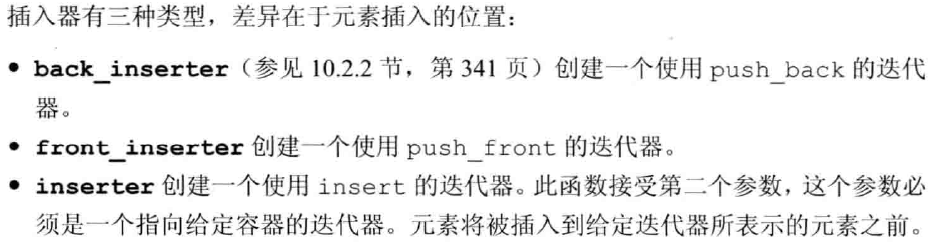 插入器有三种类型，差异在于元素插入的位置：
• back_inserter（参见 10.2.2 节，第 341 页）创建一个使用 push_back 的迭代
器。
• front_inserter 创建一个使用 push_front 的迭代器。
• inserter 创建一个使用 insert 的迭代器。此函数接受第二个参数，这个参数必
须是一个指向给定容器的迭代器。元素将被插入到给定迭代器所表示的元素之前。